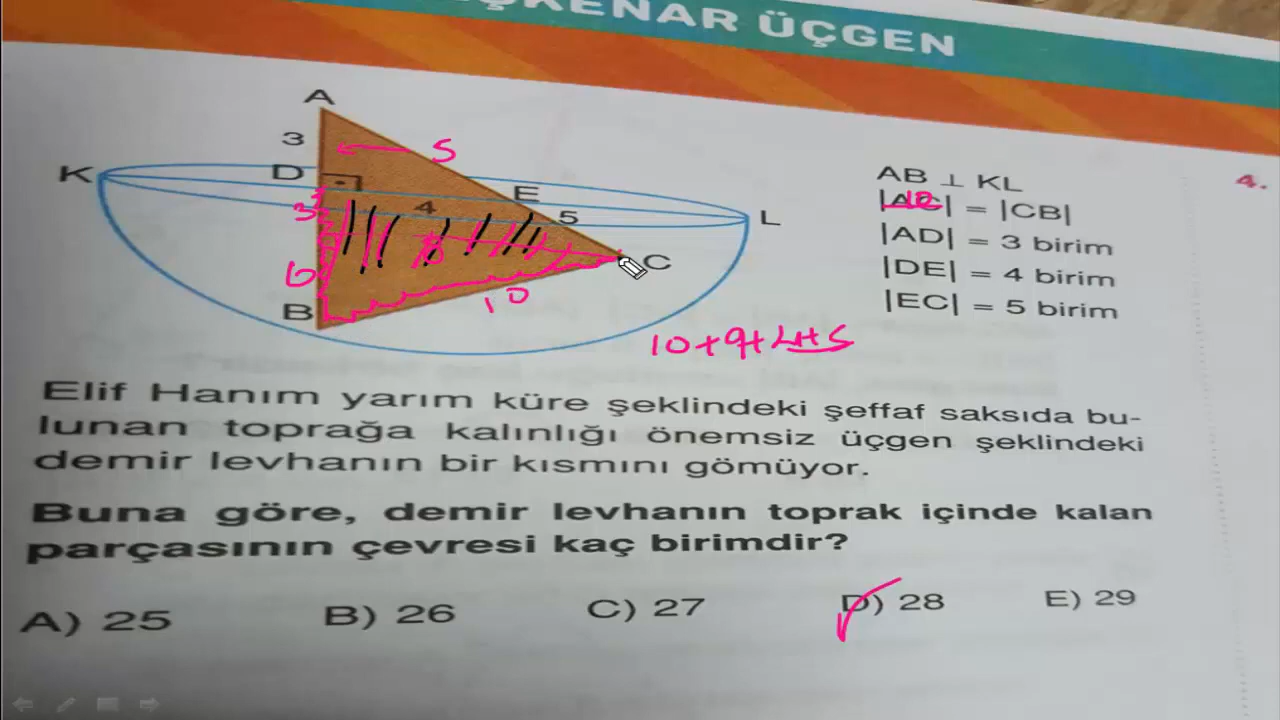 ÇKENAR ÜÇGEN
A
3
5
K
D
E
3
4
5
L
8
C
6
B
10
AB ⊥ KL
|AC| = |CB|
10
|AD| = 3 birim
|DE| = 4 birim
|EC| = 5 birim
4.
10+9+4+5
Elif Hanım yarım küre şeklindeki şeffaf saksıda bu-
lunan toprağa kalınlığı önemsiz üçgen şeklindeki
demir levhanın bir kısmını gömüyor.
Buna göre, demir levhanın toprak içinde kalan
parçasının çevresi kaç birimdir?
A) 25 B) 26 C) 27 D) 28 E) 29